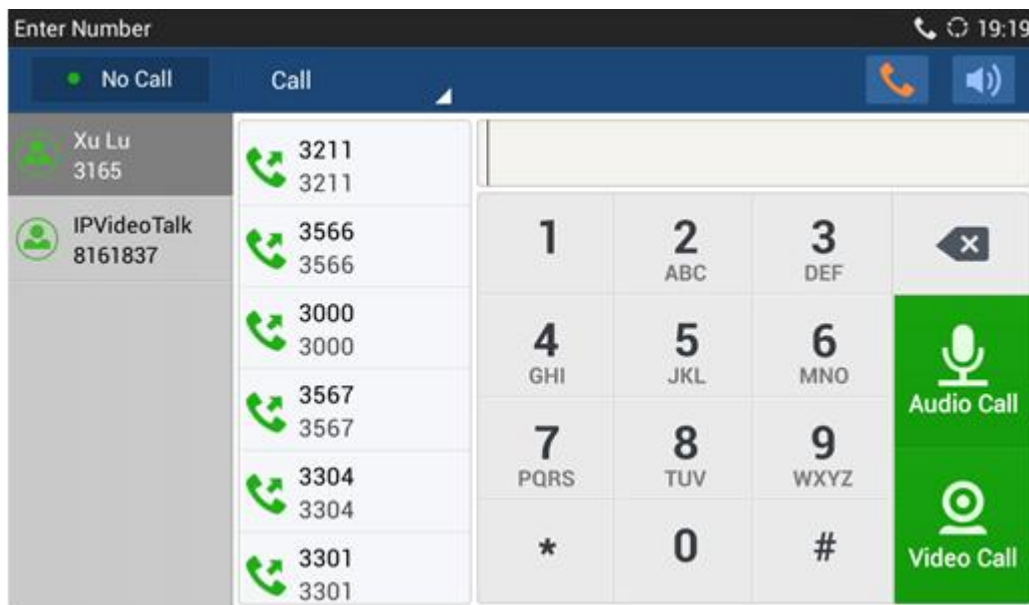 Enter Number
19:19
No Call
Call
Xu Lu
3165
IPVideoTalk
8161837
3211
3211
3566
3566
3000
3000
3567
3567
3304
3304
3301
3301
1
2
ABC
3
DEF
4
GHI
5
JKL
6
MNO
7
PQRS
8
TUV
9
WXYZ
*
0
#
Audio Call
Video Call